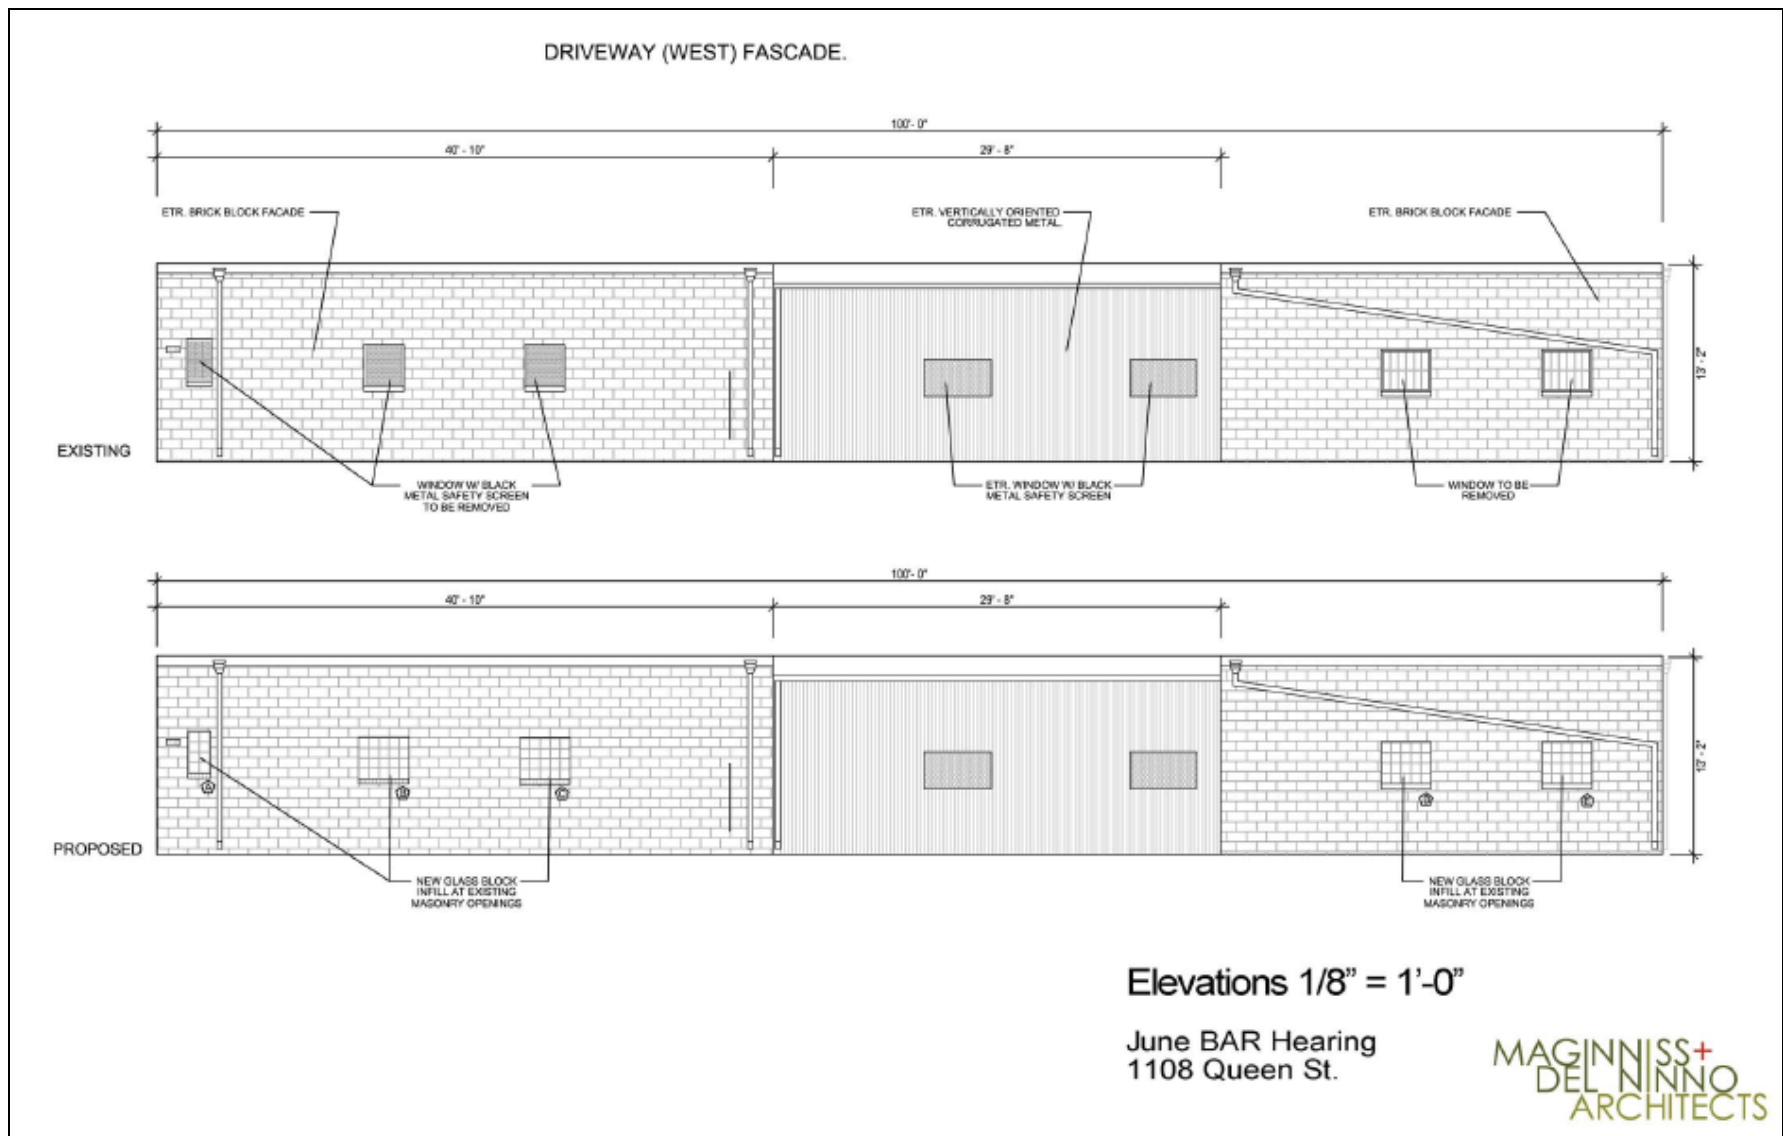 DRIVEWAY (WEST) FASCADE.
100'- 0"
40' - 10"
29' - 8"
ETR. BRICK BLOCK FACADE
ETR. VERTICALLY ORIENTED
CORRUGATED METAL.
ETR. BRICK BLOCK FACADE
13' - 2"
EXISTING
WINDOW W/ BLACK
METAL SAFETY SCREEN
TO BE REMOVED
ETR. WINDOW W/ BLACK
METAL SAFETY SCREEN
WINDOW TO BE
REMOVED
100'- 0"
40' - 10"
29' - 8"
13' - 2"
A
B
C
E
PROPOSED
NEW GLASS BLOCK
INFILL AT EXISTING
MASONRY OPENINGS
NEW GLASS BLOCK
INFILL AT EXISTING
MASONRY OPENINGS
Elevations 1/8" = 1'-0"
June BAR Hearing
1108 Queen St.
MAGINNISS+
DEL NINNO
ARCHITECTS